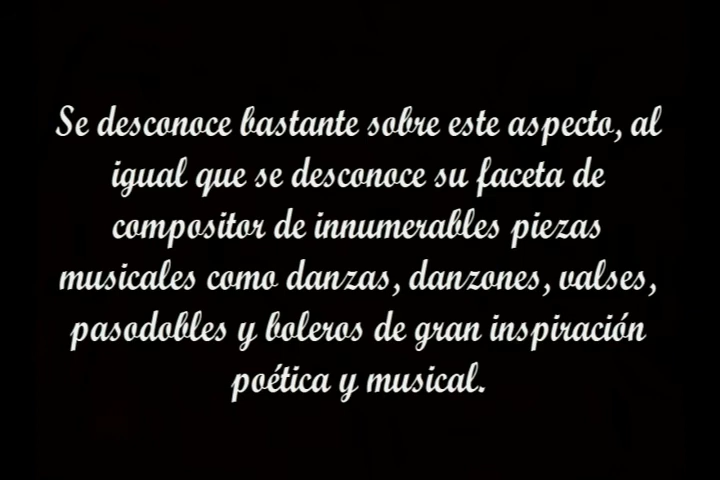 Se desconoce bastante sobre este aspecto, al
igual que se desconoce su faceta de
compositor de innumerables piezas
musicales como danzas, danzones, valses,
pasodobles y boleros de gran inspiración
poética y musical.